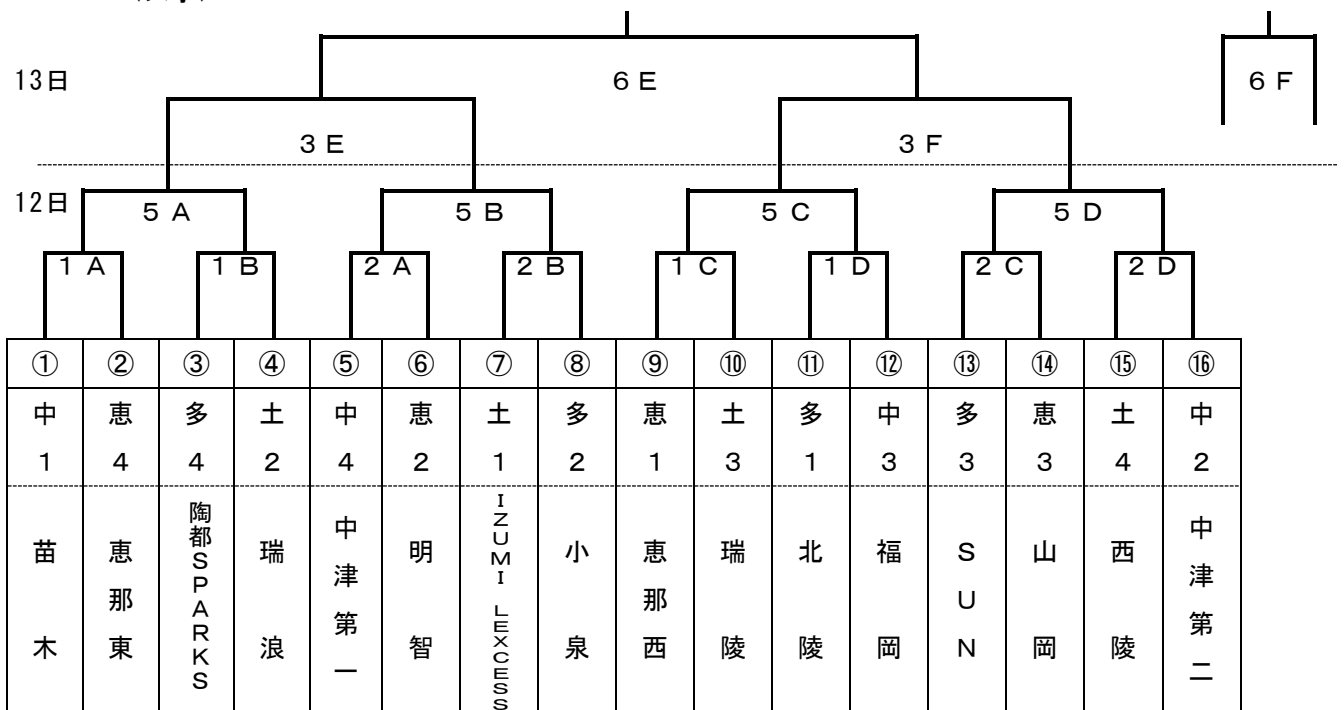 13日
6E
6F
3E
3F
12日
5A
5B
5C
5D
1A
1B
2A
2B
1C
1D
2C
2D
① ② ③ ④ ⑤ ⑥ ⑦ ⑧ ⑨ ⑩ ⑪ ⑫ ⑬ ⑭ ⑮ ⑯
中1 恵4 多4 土2 中4 恵2 土1 多2 恵1 土3 多1 中3 多3 恵3 土4 中2
苗木
恵那東
陶都SPARKS
瑞浪
中津第一
明智
IZUMI LEXCESS
小泉
恵那西
瑞陵
北陵
福岡
SUN
山岡
西陵
中津第二